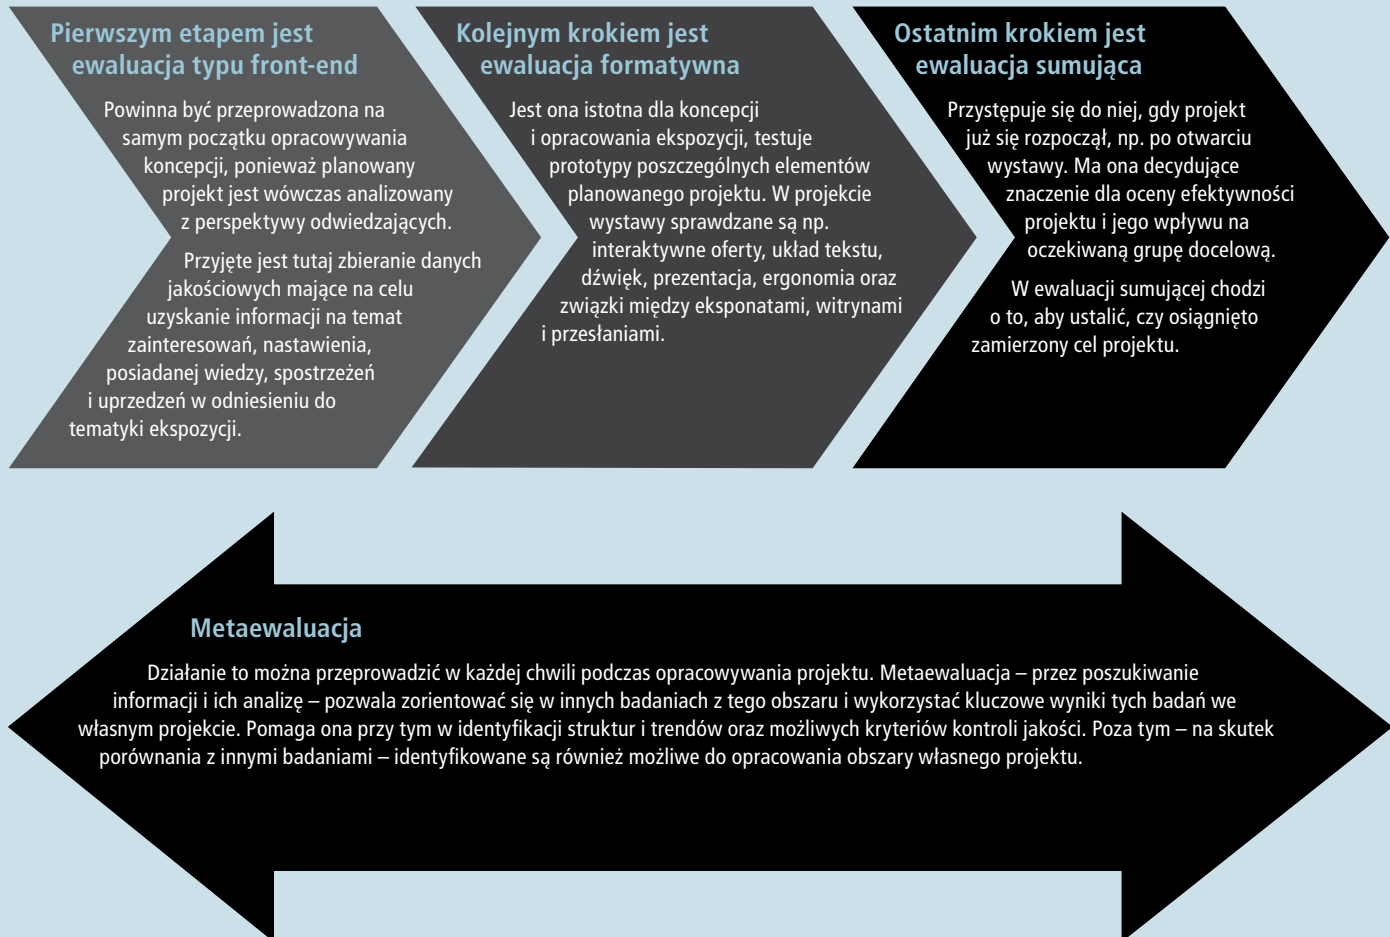 Pierwszym etapem jest
ewaluacja typu front-end
Powinna być przeprowadzona na
samym początku opracowywania
koncepcji, ponieważ planowany
projekt jest wówczas analizowany
z perspektywy odwiedzających.
Przyjęte jest tutaj zbieranie danych
jakościowych mające na celu
uzyskanie informacji na temat
zainteresowań, nastawienia,
posiadanej wiedzy, spostrzeżeń
i uprzedzeń w odniesieniu do
tematyki ekspozycji.
Kolejnym krokiem jest
ewaluacja formatywna
Jest ona istotna dla koncepcji
i opracowania ekspozycji, testuje
prototypy poszczególnych elementów
planowanego projektu. W projekcie
wystawy sprawdzane są np.
interaktywne oferty, układ tekstu,
dźwięk, prezentacja, ergonomia oraz
związki między eksponatami, witrynami
i przesłaniami.
Ostatnim krokiem jest
ewaluacja sumująca
Przystępuje się do niej, gdy projekt
już się rozpoczął, np. po otwarciu
wystawy. Ma ona decydujące
znaczenie dla oceny efektywności
projektu i jego wpływu na
oczekiwaną grupę docelową.
W ewaluacji sumującej chodzi
o to, aby ustalić, czy osiągnięto
zamierzony cel projektu.
Metaewaluacja
Działanie to można przeprowadzić w każdej chwili podczas opracowywania projektu. Metaewaluacja – przez poszukiwanie
informacji i ich analizę – pozwala zorientować się w innych badaniach z tego obszaru i wykorzystać kluczowe wyniki tych badań we
własnym projekcie. Pomaga ona przy tym w identyfikacji struktur i trendów oraz możliwych kryteriów kontroli jakości. Poza tym – na skutek
porównania z innymi badaniami – identyfikowane są również możliwe do opracowania obszary własnego projektu.